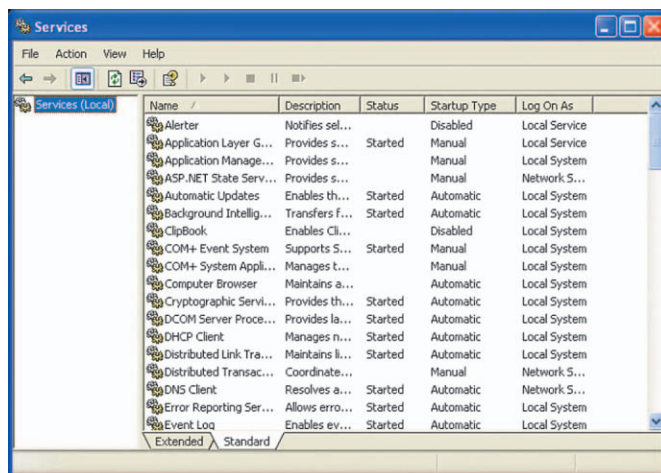 Services
File Action View Help
Services (Local)
Name Description Status Startup Type Log On As
Alerter Notifies sel... Disabled Local Service
Application Layer G... Provides s... Started Manual Local Service
Application Manage... Provides s... Manual Local System
ASP.NET State Serv... Provides s... Manual Network S...
Automatic Updates Enables th... Started Automatic Local System
Background Intellig... Transfers f... Started Automatic Local System
ClipBook Enables Cli... Disabled Local System
COM+ Event System Supports S... Started Manual Local System
COM+ System Appli... Manages t... Manual Local System
Computer Browser Maintains a... Automatic Local System
Cryptographic Servi... Provides th... Started Automatic Local System
DCOM Server Proce... Provides la... Started Automatic Local System
DHCP Client Manages n... Started Automatic Local System
Distributed Link Tra... Maintains li... Started Automatic Local System
Distributed Transac... Coordinate... Manual Network S...
DNS Client Resolves a... Started Automatic Network S...
Error Reporting Ser... Allows erro... Started Automatic Local System
Event Log Enables ev... Started Automatic Local System
Extended Standard